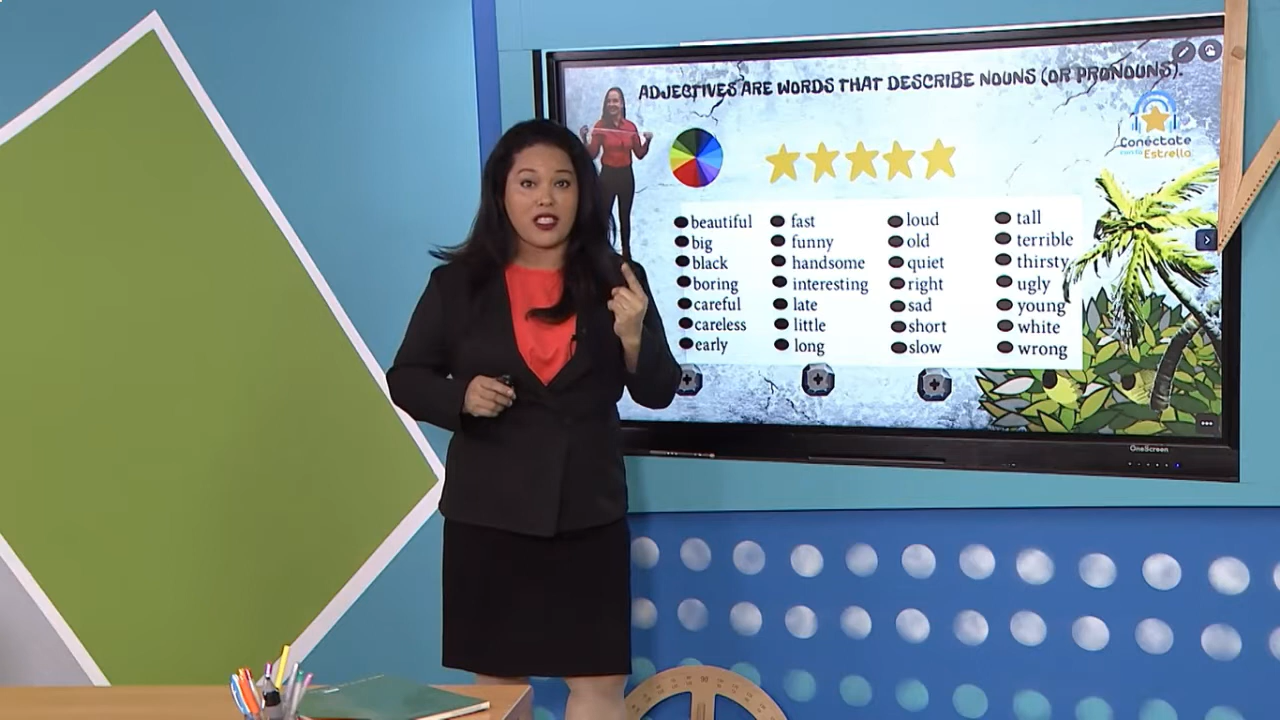 ADJECTIVES ARE WORDS THAT DESCRIBE NOUNS (OR PRONOUNS).
Conéctate
con la Estrella
beautiful
big
black
boring
careful
careless
early
fast
funny
handsome
interesting
late
little
long
loud
old
quiet
right
sad
short
slow
tall
terrible
thirsty
ugly
young
white
wrong
OneScreen